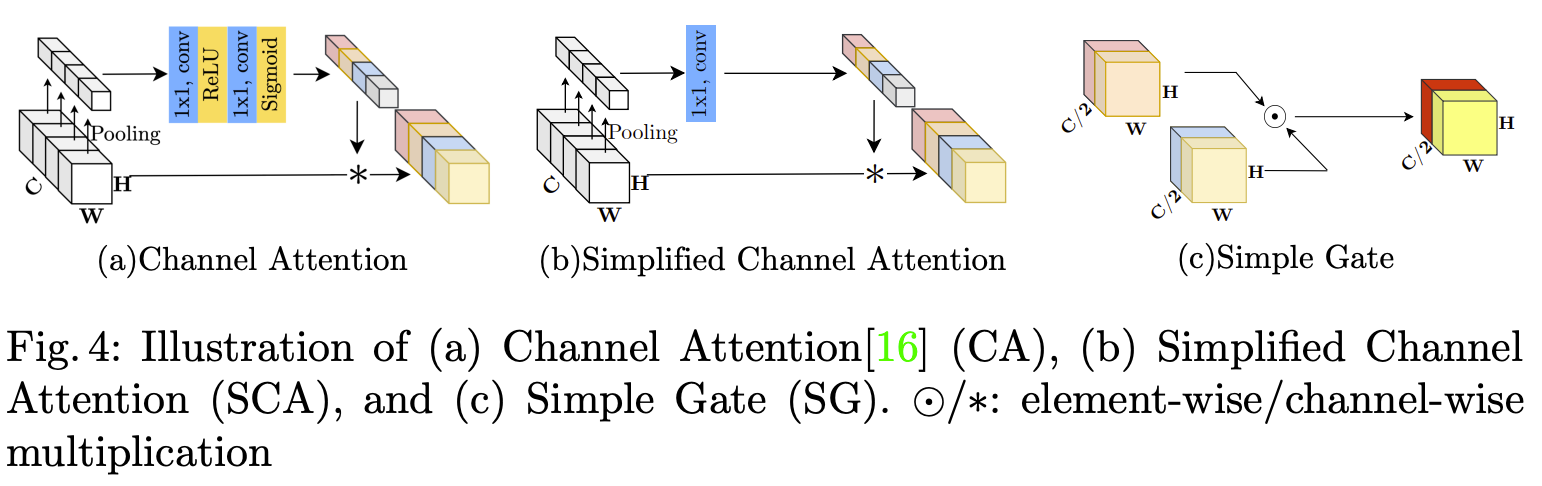 1x1, conv
ReLU
1x1, conv
Sigmoid
Pooling
C
H
W
*
(a)Channel Attention
1x1, conv
Pooling
C
H
W
*
(b)Simplified Channel Attention
C/2
W
H
C/2
W
H
⊙
C/2
W
H
(c)Simple Gate
Fig. 4: Illustration of (a) Channel Attention[16] (CA), (b) Simplified Channel
Attention (SCA), and (c) Simple Gate (SG). ⊙/∗: element-wise/channel-wise
multiplication